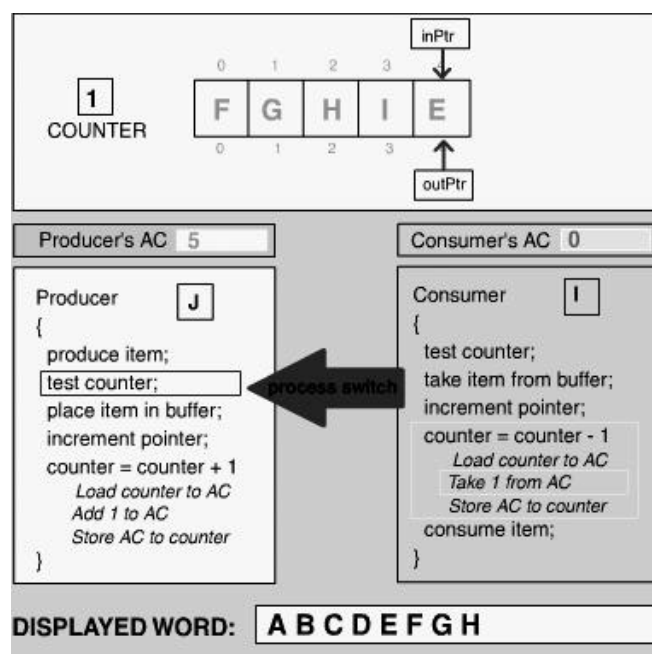 inPtr
0 1 2 3
1
COUNTER
F G H I E
0 1 2 3
outPtr
Producer's AC 5
Consumer's AC 0
Producer J
{
produce item;
test counter;
place item in buffer;
increment pointer;
counter = counter + 1
Load counter to AC
Add 1 to AC
Store AC to counter
}
process switch
Consumer I
{
test counter;
take item from buffer;
increment pointer;
counter = counter - 1
Load counter to AC
Take 1 from AC
Store AC to counter
consume item;
}
DISPLAYED WORD: A B C D E F G H